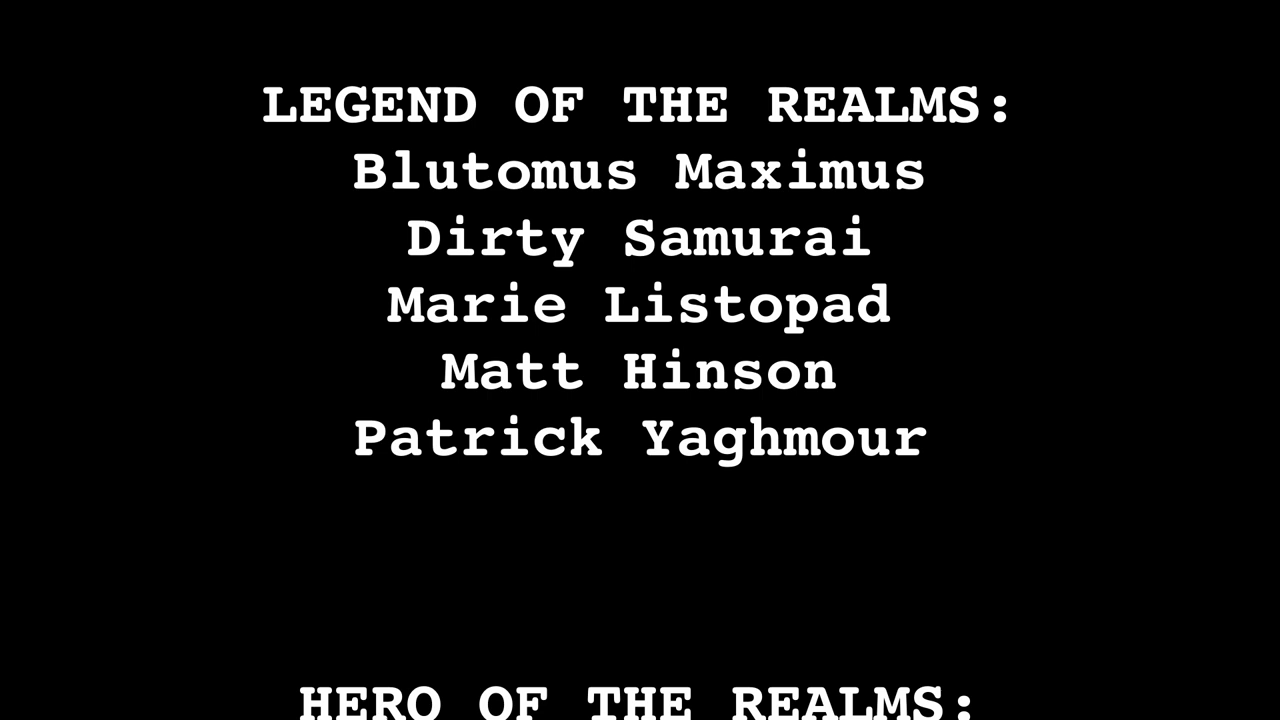 LEGEND OF THE REALMS:
Blutomus Maximus
Dirty Samurai
Marie Listopad
Matt Hinson
Patrick Yaghmour
HERO OF THE REALMS: